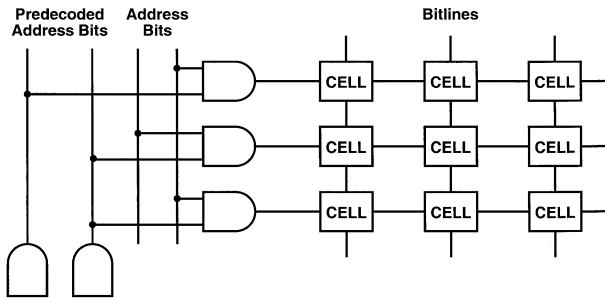 Predecoded
Address Bits
Address
Bits
Bitlines
CELL CELL CELL
CELL CELL CELL
CELL CELL CELL